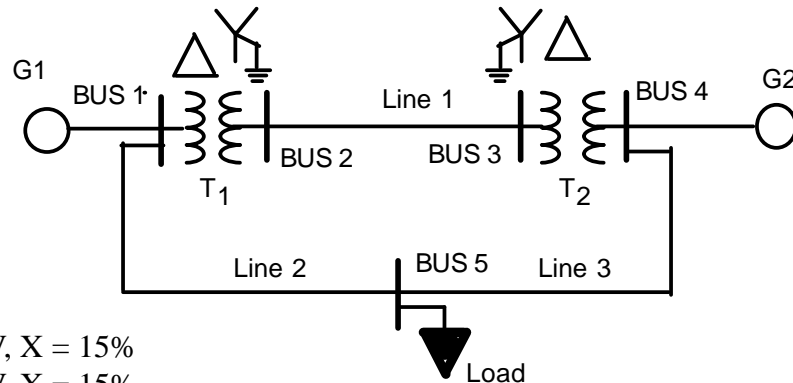 G1
BUS 1
T1
BUS 2
Line 1
BUS 3
T2
BUS 4
G2
Line 2
BUS 5
Line 3
Load
, X = 15%